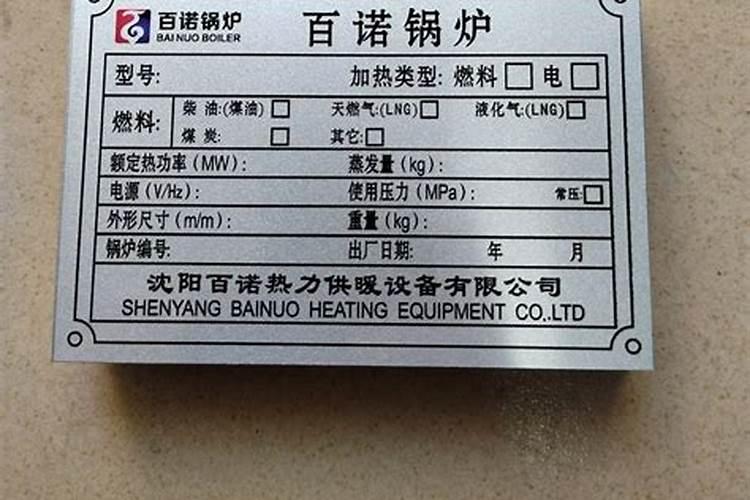 百诺锅炉 百诺锅炉
BAI NUO BOILER
型号: 加热类型: 燃料 □ 电 □
燃料: 柴 油:(煤油) □ 天燃气:(LNG) □ 液化气:(LNG) □
煤 炭: □ 其它: □
额定热功率(MW): 蒸发量(kg):
电源(V/Hz): 使用压力(MPa): 常压: □
外形尺寸(m/m): 重量(kg):
锅炉编号: 出厂日期: 年 月
沈阳百诺热力供暖设备有限公司
SHENYANG BAINUO HEATING EQUIPMENT CO,.LTD